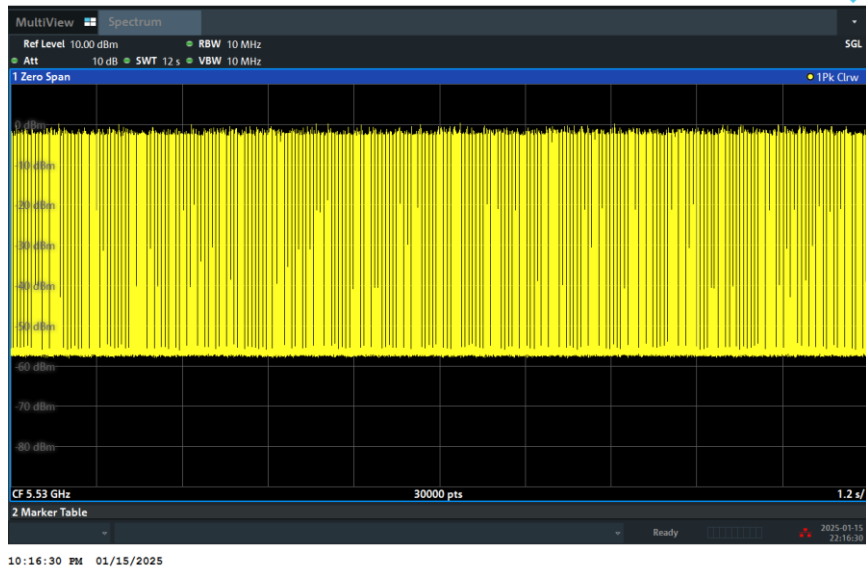 MultiView Spectrum
Ref Level 10.00 dBm RBW 10 MHz SGL
Att 10 dB SWT 12 s VBW 10 MHz
1 Zero Span 1Pk Clrw
0 dBm
-10 dBm
-20 dBm
-30 dBm
-40 dBm
-50 dBm
-60 dBm
-70 dBm
-80 dBm
CF 5.53 GHz 30000 pts 1.2 s/
2 Marker Table
Ready 2025-01-15
22:16:30
10:16:30 PM 01/15/2025